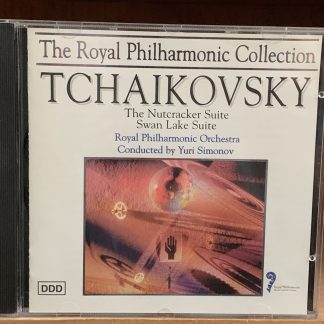 The Royal Philharmonic Collection
TCHAIKOVSKY
The Nutcracker Suite
Swan Lake Suite
Royal Philharmonic Orchestra
Conducted by Yuri Simonov
DDD